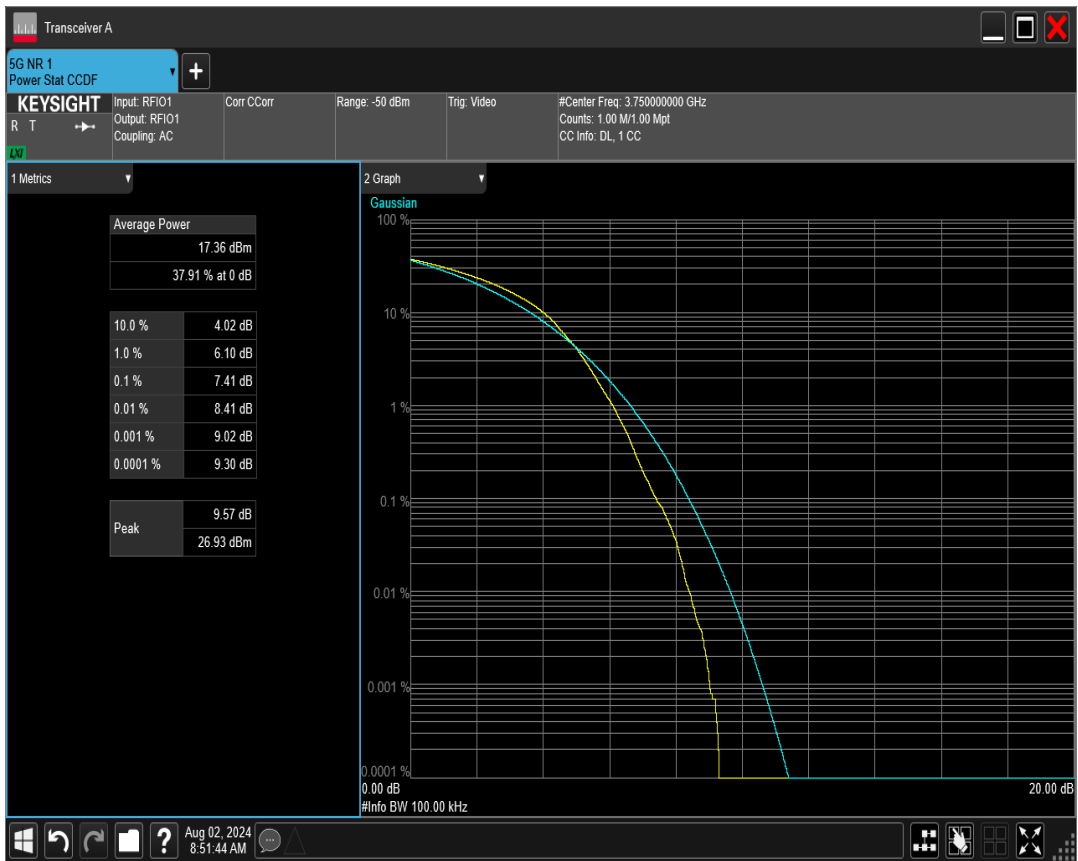 Transceiver A
5G NR 1
Power Stat CCDF
KEYSIGHT
R T
LXI
Input: RFIO1
Output: RFIO1
Coupling: AC
Corr CCorr
Range: -50 dBm
Trig: Video
#Center Freq: 3.750000000 GHz
Counts: 1.00 M/1.00 Mpt
CC Info: DL, 1 CC
1 Metrics
Average Power
17.36 dBm
37.91 % at 0 dB
10.0 % 4.02 dB
1.0 % 6.10 dB
0.1 % 7.41 dB
0.01 % 8.41 dB
0.001 % 9.02 dB
0.0001 % 9.30 dB
Peak
9.57 dB
26.93 dBm
2 Graph
Gaussian
100 %
10 %
1 %
0.1 %
0.01 %
0.001 %
0.0001 %
0.00 dB
20.00 dB
#Info BW 100.00 kHz
Aug 02, 2024
8:51:44 AM